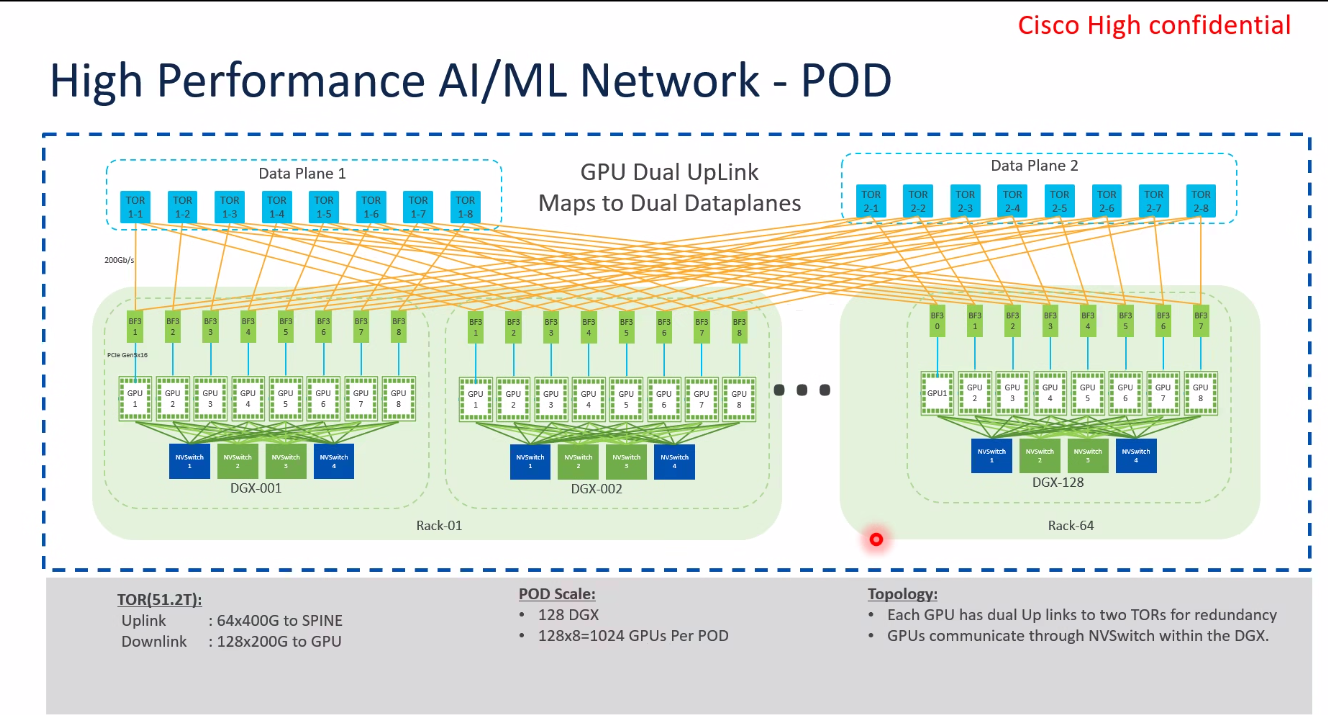 Cisco High confidential
High Performance AI/ML Network - POD
Data Plane 1
TOR 1-1
TOR 1-2
TOR 1-3
TOR 1-4
TOR 1-5
TOR 1-6
TOR 1-7
TOR 1-8
GPU Dual UpLink
Maps to Dual Dataplanes
Data Plane 2
TOR 2-1
TOR 2-2
TOR 2-3
TOR 2-4
TOR 2-5
TOR 2-6
TOR 2-7
TOR 2-8
200Gb/s
BF3 1
BF3 2
BF3 3
BF3 4
BF3 5
BF3 6
BF3 7
BF3 8
PCIe Gen5x16
GPU 1
GPU 2
GPU 3
GPU 4
GPU 5
GPU 6
GPU 7
GPU 8
NVSwitch 1
NVSwitch 2
NVSwitch 3
NVSwitch 4
DGX-001
BF3 1
BF3 2
BF3 3
BF3 4
BF3 5
BF3 6
BF3 7
BF3 8
GPU 1
GPU 2
GPU 3
GPU 4
GPU 5
GPU 6
GPU 7
GPU 8
NVSwitch 1
NVSwitch 2
NVSwitch 3
NVSwitch 4
DGX-002
Rack-01
BF3 0
BF3 1
BF3 2
BF3 3
BF3 4
BF3 5
BF3 6
BF3 7
GPU1
GPU 2
GPU 3
GPU 4
GPU 5
GPU 6
GPU 7
GPU 8
NVSwitch 1
NVSwitch 2
NVSwitch 3
NVSwitch 4
DGX-128
Rack-64
TOR(51.2T):
Uplink : 64x400G to SPINE
Downlink : 128x200G to GPU
POD Scale:
• 128 DGX
• 128x8=1024 GPUs Per POD
Topology:
• Each GPU has dual Up links to two TORs for redundancy
• GPUs communicate through NVSwitch within the DGX.